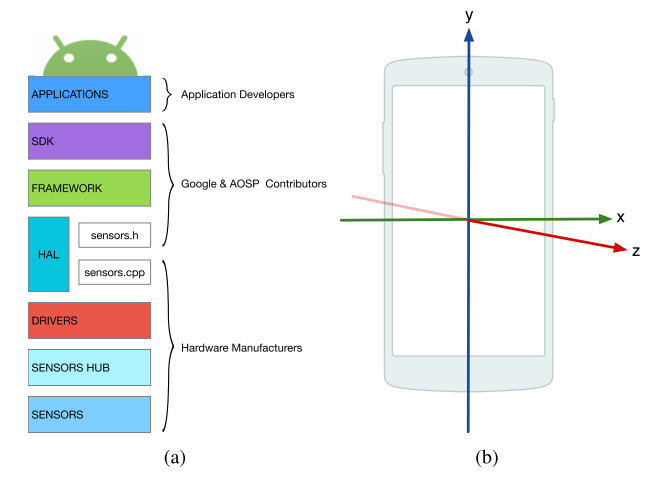 APPLICATIONS
Application Developers
SDK
Google & AOSP Contributors
FRAMEWORK
HAL
sensors.h
sensors.cpp
DRIVERS
Hardware Manufacturers
SENSORS HUB
SENSORS
(a)
y
x
z
(b)